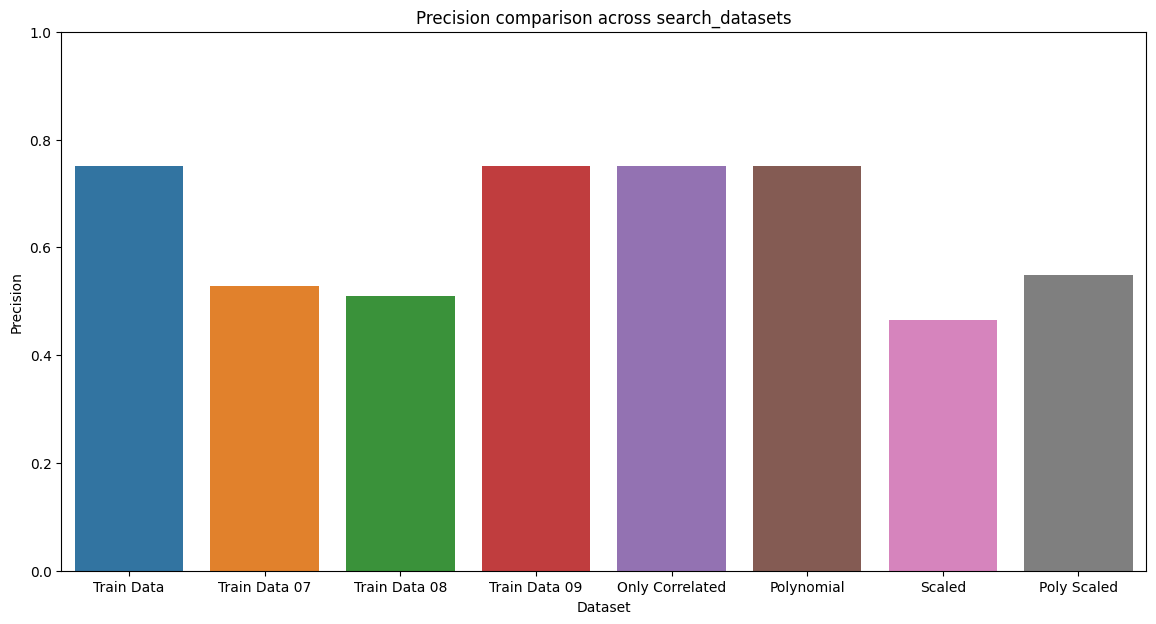 Precision comparison across search_datasets
1.0
0.8
0.6
0.4
0.2
0.0
Precision
Train Data
Train Data 07
Train Data 08
Train Data 09
Only Correlated
Polynomial
Scaled
Poly Scaled
Dataset